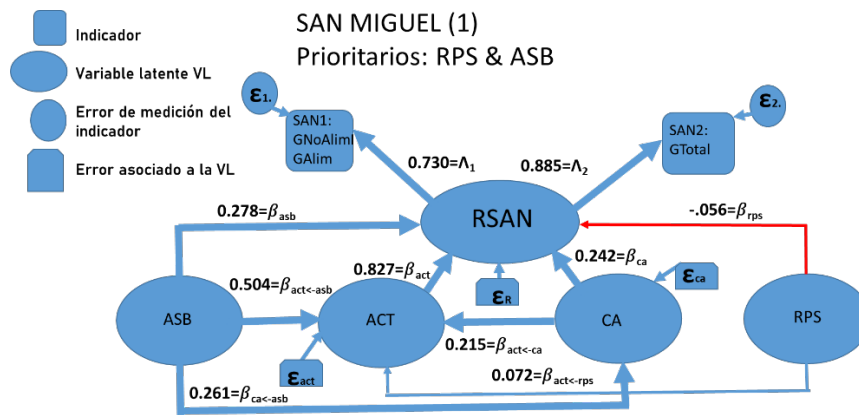 SAN MIGUEL (1)
Prioritarios: RPS & ASB
Indicador
Variable latente VL
Error de medición del
indicador
Error asociado a la VL
ε1.
SAN1:
GNoAlimI
GAlim
ε2.
SAN2:
GTotal
0.730=Λ1
0.885=Λ2
RSAN
0.278=βasb
-.056=βrps
0.504=βact<-asb
0.827=βact
0.242=βca
εR
εca
ASB
ACT
CA
RPS
0.215=βact<-ca
εact
0.072=βact<-rps
0.261=βca<-asb